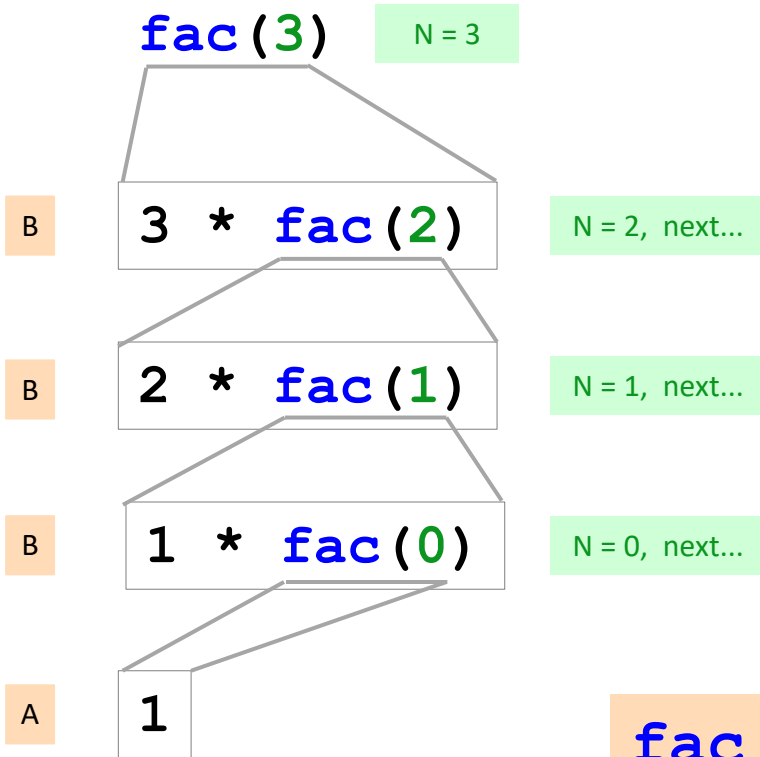 fac(3) N = 3
B 3 * fac(2) N = 2, next...
B 2 * fac(1) N = 1, next...
B 1 * fac(0) N = 0, next...
A 1
fac